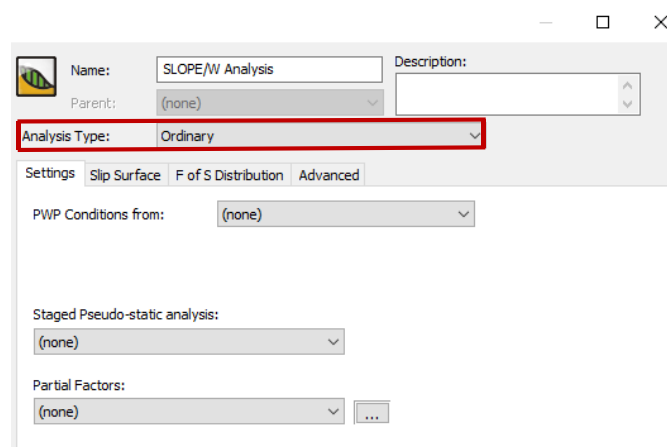 Name: SLOPE/W Analysis Description:
Parent: (none)
Analysis Type: Ordinary
Settings Slip Surface F of S Distribution Advanced
PWP Conditions from: (none)
Staged Pseudo-static analysis:
(none)
Partial Factors:
(none) ...